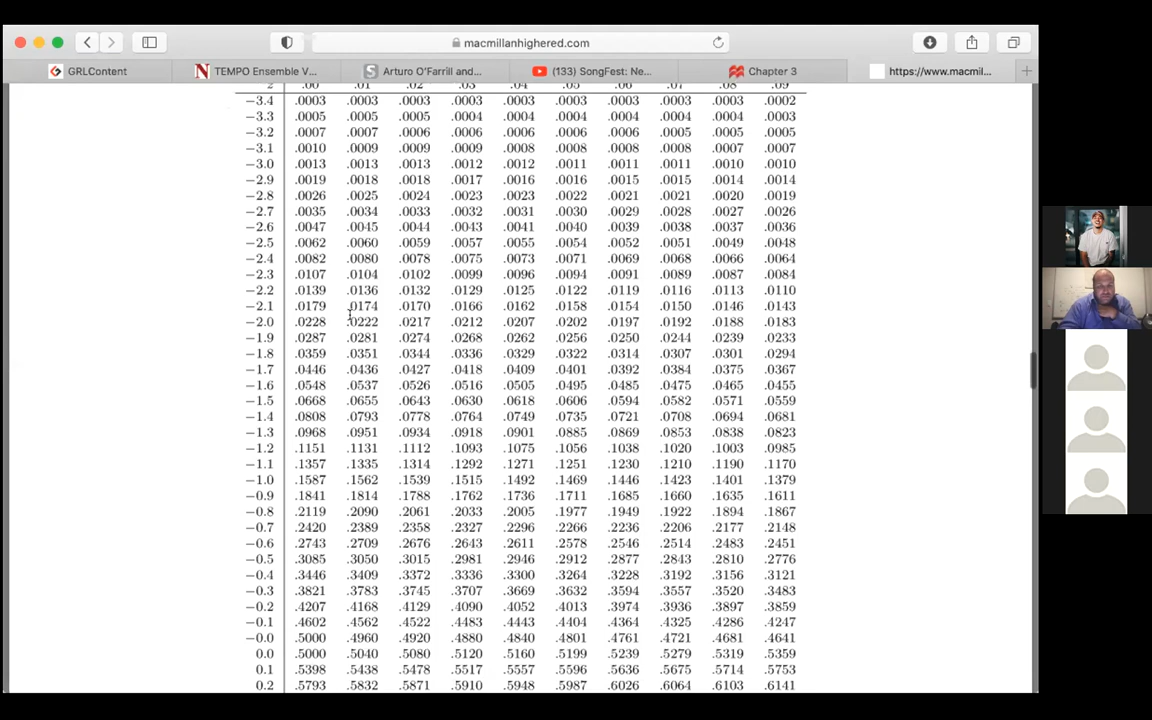 macmillanhighered.com
GRLContent
TEMPO Ensemble V...
Arturo O'Farrill and...
(133) SongFest: Ne...
Chapter 3
https://www.macmil...
z .00 .01 .02 .03 .04 .05 .06 .07 .08 .09
−3.4 .0003 .0003 .0003 .0003 .0003 .0003 .0003 .0003 .0003 .0002
−3.3 .0005 .0005 .0005 .0004 .0004 .0004 .0004 .0004 .0004 .0003
−3.2 .0007 .0007 .0006 .0006 .0006 .0006 .0006 .0005 .0005 .0005
−3.1 .0010 .0009 .0009 .0009 .0008 .0008 .0008 .0008 .0007 .0007
−3.0 .0013 .0013 .0013 .0012 .0012 .0011 .0011 .0011 .0010 .0010
−2.9 .0019 .0018 .0018 .0017 .0016 .0016 .0015 .0015 .0014 .0014
−2.8 .0026 .0025 .0024 .0023 .0023 .0022 .0021 .0021 .0020 .0019
−2.7 .0035 .0034 .0033 .0032 .0031 .0030 .0029 .0028 .0027 .0026
−2.6 .0047 .0045 .0044 .0043 .0041 .0040 .0039 .0038 .0037 .0036
−2.5 .0062 .0060 .0059 .0057 .0055 .0054 .0052 .0051 .0049 .0048
−2.4 .0082 .0080 .0078 .0075 .0073 .0071 .0069 .0068 .0066 .0064
−2.3 .0107 .0104 .0102 .0099 .0096 .0094 .0091 .0089 .0087 .0084
−2.2 .0139 .0136 .0132 .0129 .0125 .0122 .0119 .0116 .0113 .0110
−2.1 .0179 .0174 .0170 .0166 .0162 .0158 .0154 .0150 .0146 .0143
−2.0 .0228 .0222 .0217 .0212 .0207 .0202 .0197 .0192 .0188 .0183
−1.9 .0287 .0281 .0274 .0268 .0262 .0256 .0250 .0244 .0239 .0233
−1.8 .0359 .0351 .0344 .0336 .0329 .0322 .0314 .0307 .0301 .0294
−1.7 .0446 .0436 .0427 .0418 .0409 .0401 .0392 .0384 .0375 .0367
−1.6 .0548 .0537 .0526 .0516 .0505 .0495 .0485 .0475 .0465 .0455
−1.5 .0668 .0655 .0643 .0630 .0618 .0606 .0594 .0582 .0571 .0559
−1.4 .0808 .0793 .0778 .0764 .0749 .0735 .0721 .0708 .0694 .0681
−1.3 .0968 .0951 .0934 .0918 .0901 .0885 .0869 .0853 .0838 .0823
−1.2 .1151 .1131 .1112 .1093 .1075 .1056 .1038 .1020 .1003 .0985
−1.1 .1357 .1335 .1314 .1292 .1271 .1251 .1230 .1210 .1190 .1170
−1.0 .1587 .1562 .1539 .1515 .1492 .1469 .1446 .1423 .1401 .1379
−0.9 .1841 .1814 .1788 .1762 .1736 .1711 .1685 .1660 .1635 .1611
−0.8 .2119 .2090 .2061 .2033 .2005 .1977 .1949 .1922 .1894 .1867
−0.7 .2420 .2389 .2358 .2327 .2296 .2266 .2236 .2206 .2177 .2148
−0.6 .2743 .2709 .2676 .2643 .2611 .2578 .2546 .2514 .2483 .2451
−0.5 .3085 .3050 .3015 .2981 .2946 .2912 .2877 .2843 .2810 .2776
−0.4 .3446 .3409 .3372 .3336 .3300 .3264 .3228 .3192 .3156 .3121
−0.3 .3821 .3783 .3745 .3707 .3669 .3632 .3594 .3557 .3520 .3483
−0.2 .4207 .4168 .4129 .4090 .4052 .4013 .3974 .3936 .3897 .3859
−0.1 .4602 .4562 .4522 .4483 .4443 .4404 .4364 .4325 .4286 .4247
−0.0 .5000 .4960 .4920 .4880 .4840 .4801 .4761 .4721 .4681 .4641
0.0 .5000 .5040 .5080 .5120 .5160 .5199 .5239 .5279 .5319 .5359
0.1 .5398 .5438 .5478 .5517 .5557 .5596 .5636 .5675 .5714 .5753
0.2 .5793 .5832 .5871 .5910 .5948 .5987 .6026 .6064 .6103 .6141